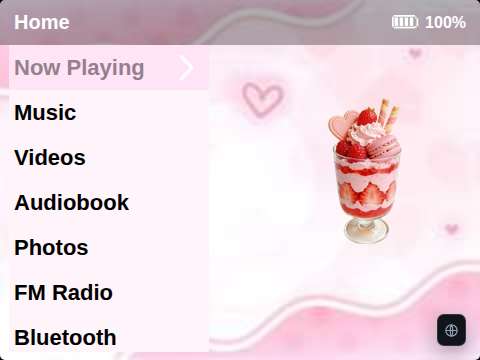 Home
100%
Now Playing
Music
Videos
Audiobook
Photos
FM Radio
Bluetooth